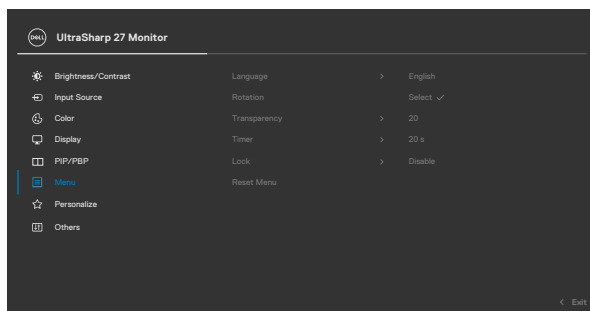 DELL UltraSharp 27 Monitor
Brightness/Contrast Language > English
Input Source Rotation Select ✓
Color Transparency > 20
Display Timer > 20 s
PIP/PBP Lock > Disable
Menu Reset Menu
Personalize
Others
< Exit